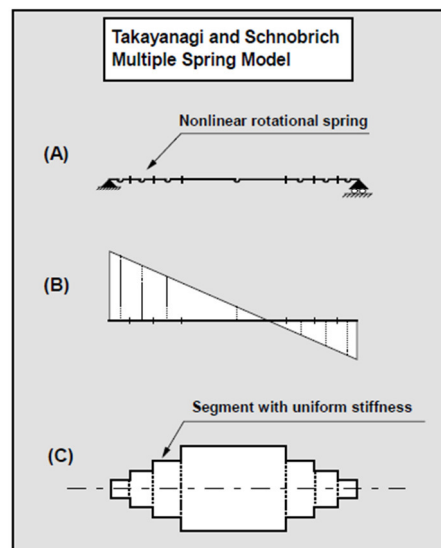 Takayanagi and Schnobrich
Multiple Spring Model
Nonlinear rotational spring
(A)
(B)
Segment with uniform stiffness
(C)